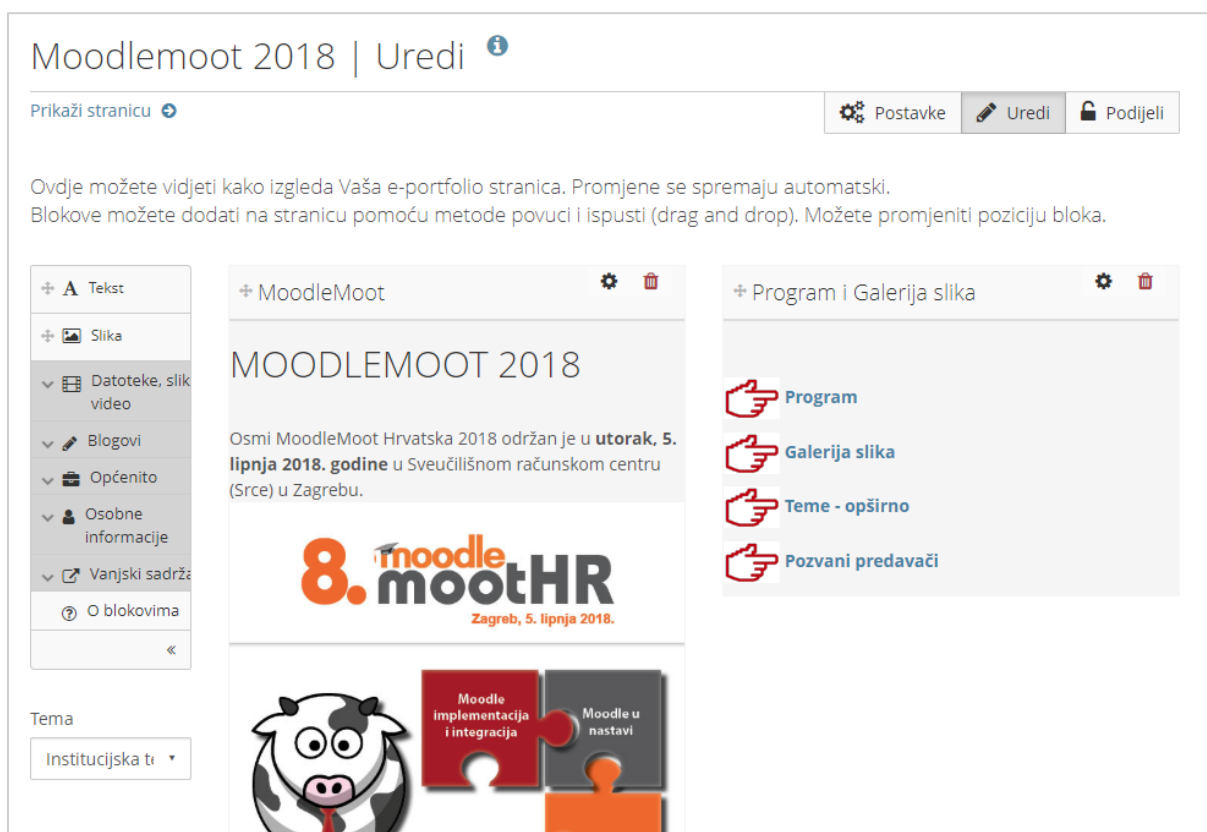 Moodlemoot 2018 | Uredi
Prikaži stranicu
Postavke
Uredi
Podijeli
Ovdje možete vidjeti kako izgleda Vaša e-portfolio stranica. Promjene se spremaju automatski.
Blokove možete dodati na stranicu pomoću metode povuci i ispusti (drag and drop). Možete promjeniti poziciju bloka.
Tekst
Slika
Datoteke, slik
video
Blogovi
Općenito
Osobne
informacije
Vanjski sadrža
O blokovima
«
Tema
Institucijska te
MoodleMoot
MOODLEMOOT 2018
Osmi MoodleMoot Hrvatska 2018 održan je u utorak, 5.
lipnja 2018. godine u Sveučilišnom računskom centru
(Srce) u Zagrebu.
8. moodle
mootHR
Zagreb, 5. lipnja 2018.
Moodle
implementacija
i integracija
Moodle u
nastavi
Program i Galerija slika
Program
Galerija slika
Teme - opširno
Pozvani predavači